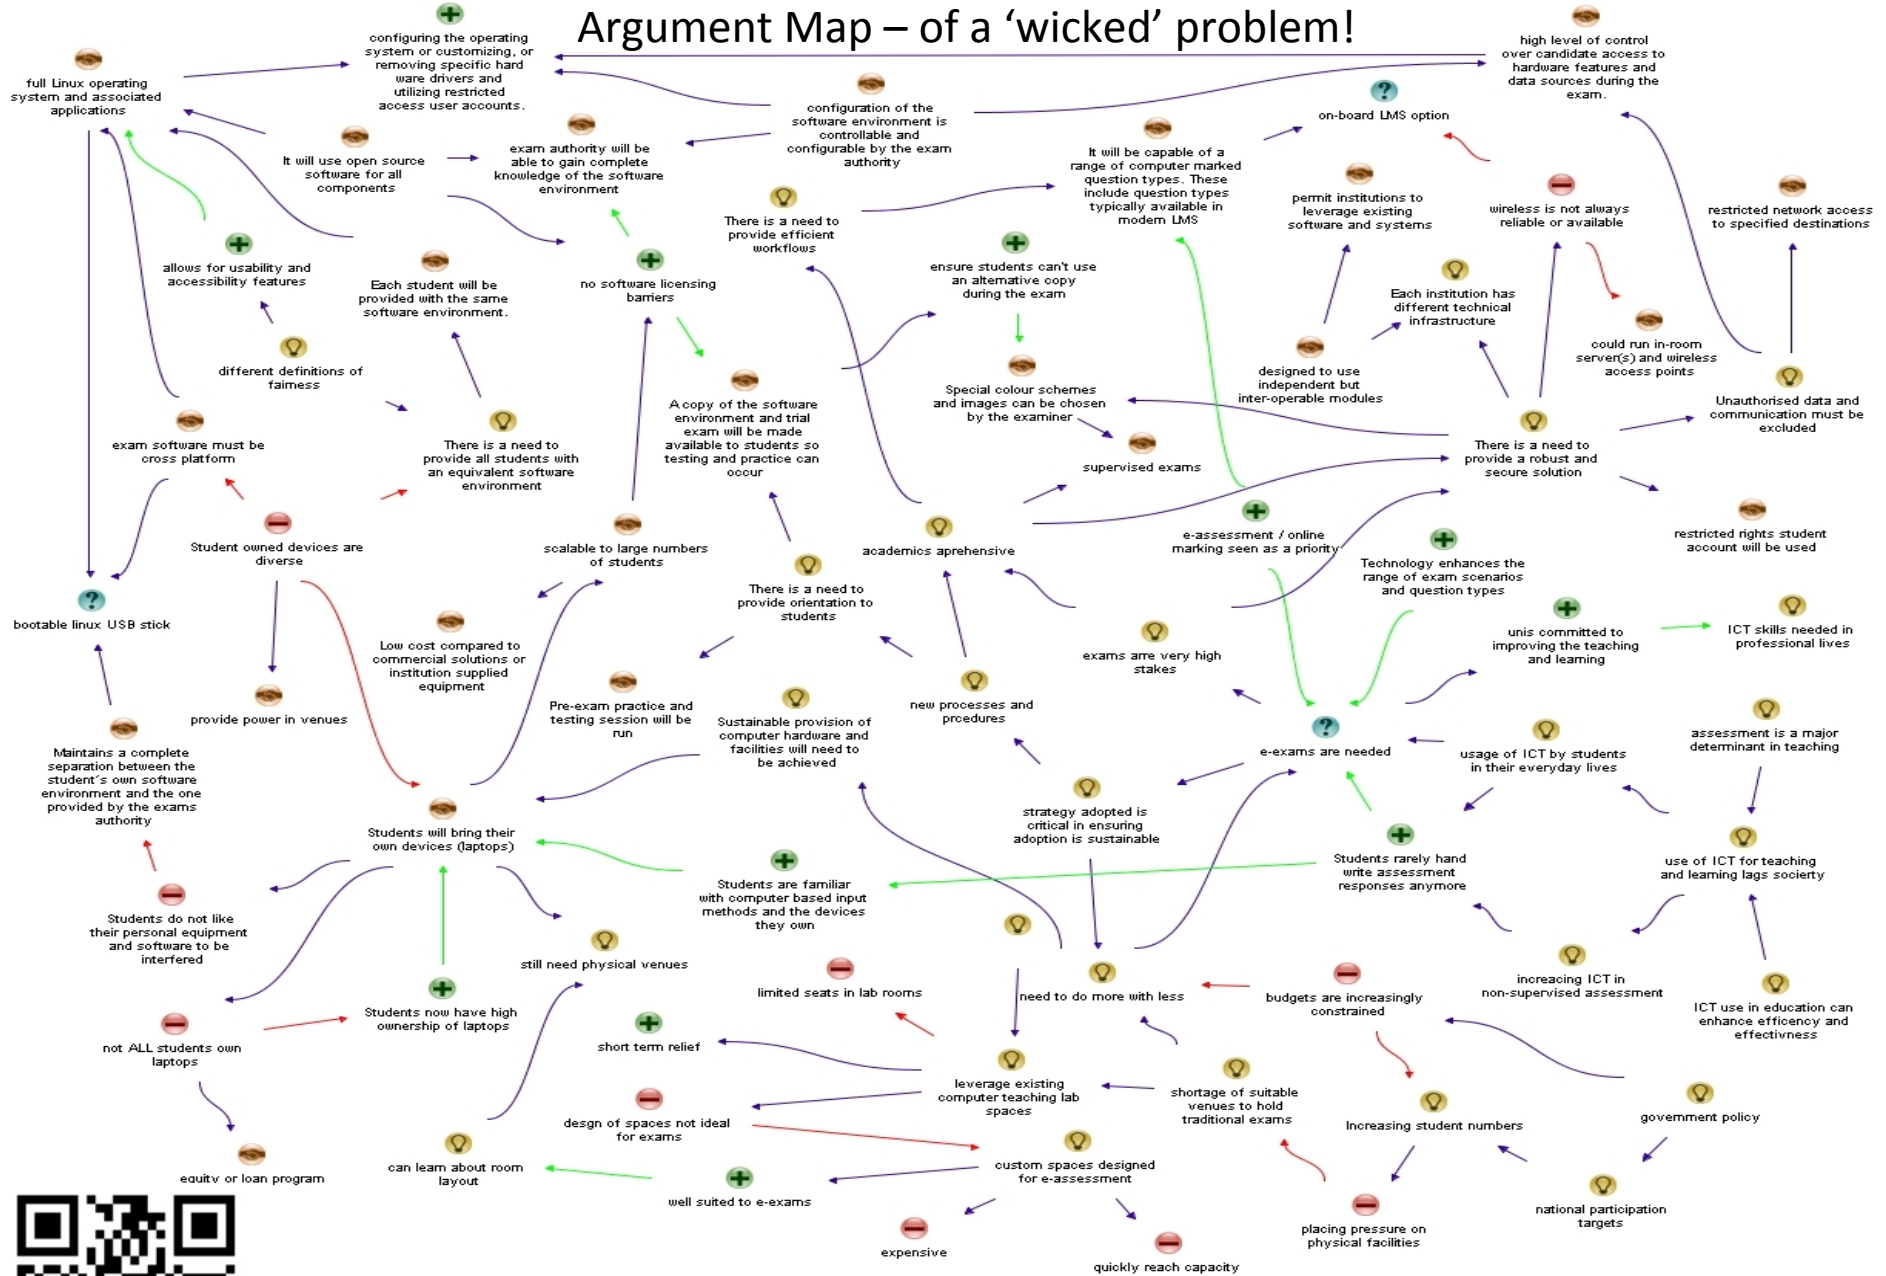 Argument Map – of a ‘wicked’ problem!
full Linux operating
system and associated
applications
configuring the operating
system or customizing, or
removing specific hard
ware drivers and
utilizing restricted
access user accounts.
high level of control
over candidate access to
hardware features and
data sources during the
exam.
It will use open source
software for all
components
exam authority will be
able to gain complete
knowledge of the software
environment
configuration of the
software environment is
controllable and
configurable by the exam
authority
on-board LMS option
It will be capable of a
range of computer marked
question types. These
include question types
typically available in
modern LMS
There is a need to
provide efficient
workflows
permit institutions to
leverage existing
software and systems
wireless is not always
reliable or available
restricted network access
to specified destinations
allows for usability and
accessibility features
Each student will be
provided with the same
software environment.
no software licensing
barriers
ensure students can't use
an alternative copy
during the exam
Each institution has
different technical
infrastructure
could run in-room
server(s) and wireless
access points
different definitions of
fairness
designed to use
independent but
inter-operable modules
Special colour schemes
and images can be chosen
by the examiner
Unauthorised data and
communication must be
excluded
exam software must be
cross platform
There is a need to
provide all students with
an equivalent software
environment
A copy of the software
environment and trial
exam will be made
available to students so
testing and practice can
occur
supervised exams
There is a need to
provide a robust and
secure solution
Student owned devices are
diverse
scalable to large numbers
of students
academics aprehensive
e-assessment / online
marking seen as a priority
restricted rights student
account will be used
bootable linux USB stick
There is a need to
provide orientation to
students
Technology enhances the
range of exam scenarios
and question types
Low cost compared to
commercial solutions or
institution supplied
equipment
exams arre very high
stakes
unis committed to
improving the teaching
and learning
ICT skills needed in
professional lives
provide power in venues
Pre-exam practice and
testing session will be
run
Sustainable provision of
computer hardware and
facilities will need to
be achieved
new processes and
prcedures
Maintains a complete
separation between the
student's own software
environment and the one
provided by the exams
authority
e-exams are needed
usage of ICT by students
in their everyday lives
assessment is a major
determinant in teaching
Students will bring their
own devices (laptops)
strategy adopted is
critical in ensuring
adoption is sustainable
Students rarely hand
write assessment
responses anymore
use of ICT for teaching
and learning lags socierty
Students do not like
their personal equipment
and software to be
interfered
Students are familiar
with computer based input
methods and the devices
they own
still need physical venues
limited seats in lab rooms
need to do more with less
budgets are increasingly
constrained
increasing ICT in
non-supervised assessment
ICT use in education can
enhance efficency and
effectivness
Students now have high
ownership of laptops
not ALL students own
laptops
short term relief
leverage existing
computer teaching lab
spaces
shortage of suitable
venues to hold
traditional exams
desgn of spaces not ideal
for exams
Increasing student numbers
government policy
can learn about room
layout
equity or loan program
well suited to e-exams
custom spaces designed
for e-assessment
expensive
quickly reach capacity
placing pressure on
physical facilities
national participation
targets